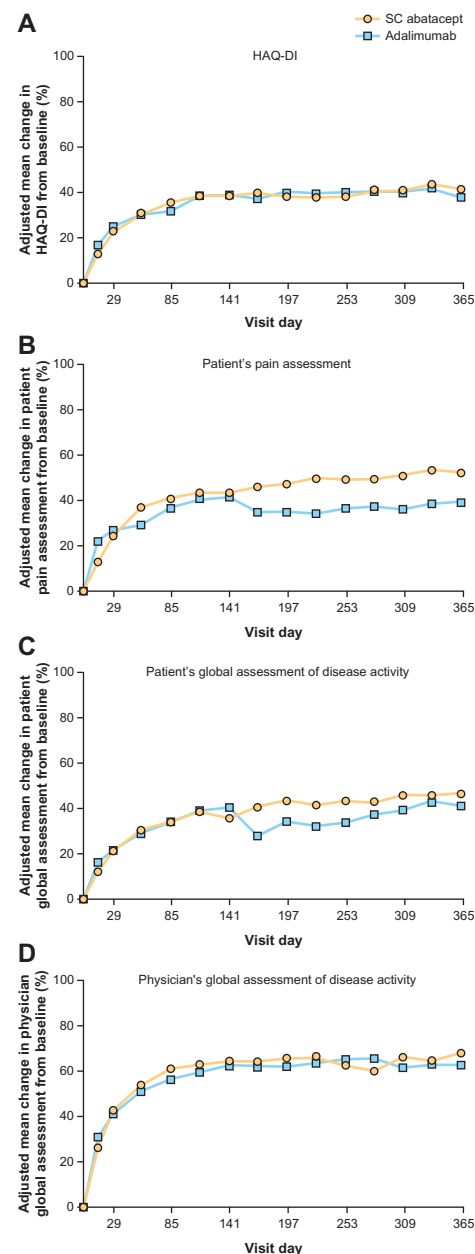 A
SC abatacept
Adalimumab
HAQ-DI
Adjusted mean change in
HAQ-DI from baseline (%)
100
80
60
40
20
0
29 85 141 197 253 309 365
Visit day
B
Patient's pain assessment
Adjusted mean change in patient
pain assessment from baseline (%)
100
80
60
40
20
0
29 85 141 197 253 309 365
Visit day
C
Patient's global assessment of disease activity
Adjusted mean change in patient
global assessment from baseline (%)
100
80
60
40
20
0
29 85 141 197 253 309 365
Visit day
D
Physician's global assessment of disease activity
Adjusted mean change in physician
global assessment from baseline (%)
100
80
60
40
20
0
29 85 141 197 253 309 365
Visit day